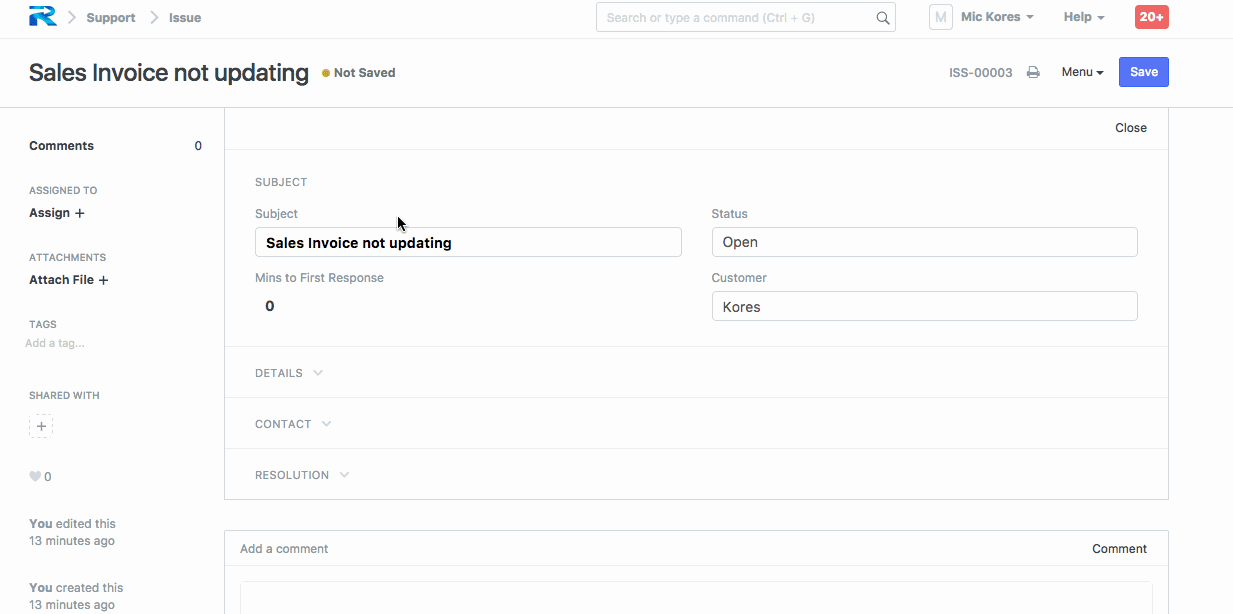 Support Issue Search or type a command (Ctrl + G) M Mic Kores Help 20+
Sales Invoice not updating Not Saved ISS-00003 Menu Save
Comments 0
ASSIGNED TO
Assign +
ATTACHMENTS
Attach File +
TAGS
Add a tag...
SHARED WITH
+
0
You edited this
13 minutes ago
You created this
13 minutes ago
Close
SUBJECT
Subject
Sales Invoice not updating
Mins to First Response
0
Status
Open
Customer
Kores
DETAILS
CONTACT
RESOLUTION
Add a comment Comment